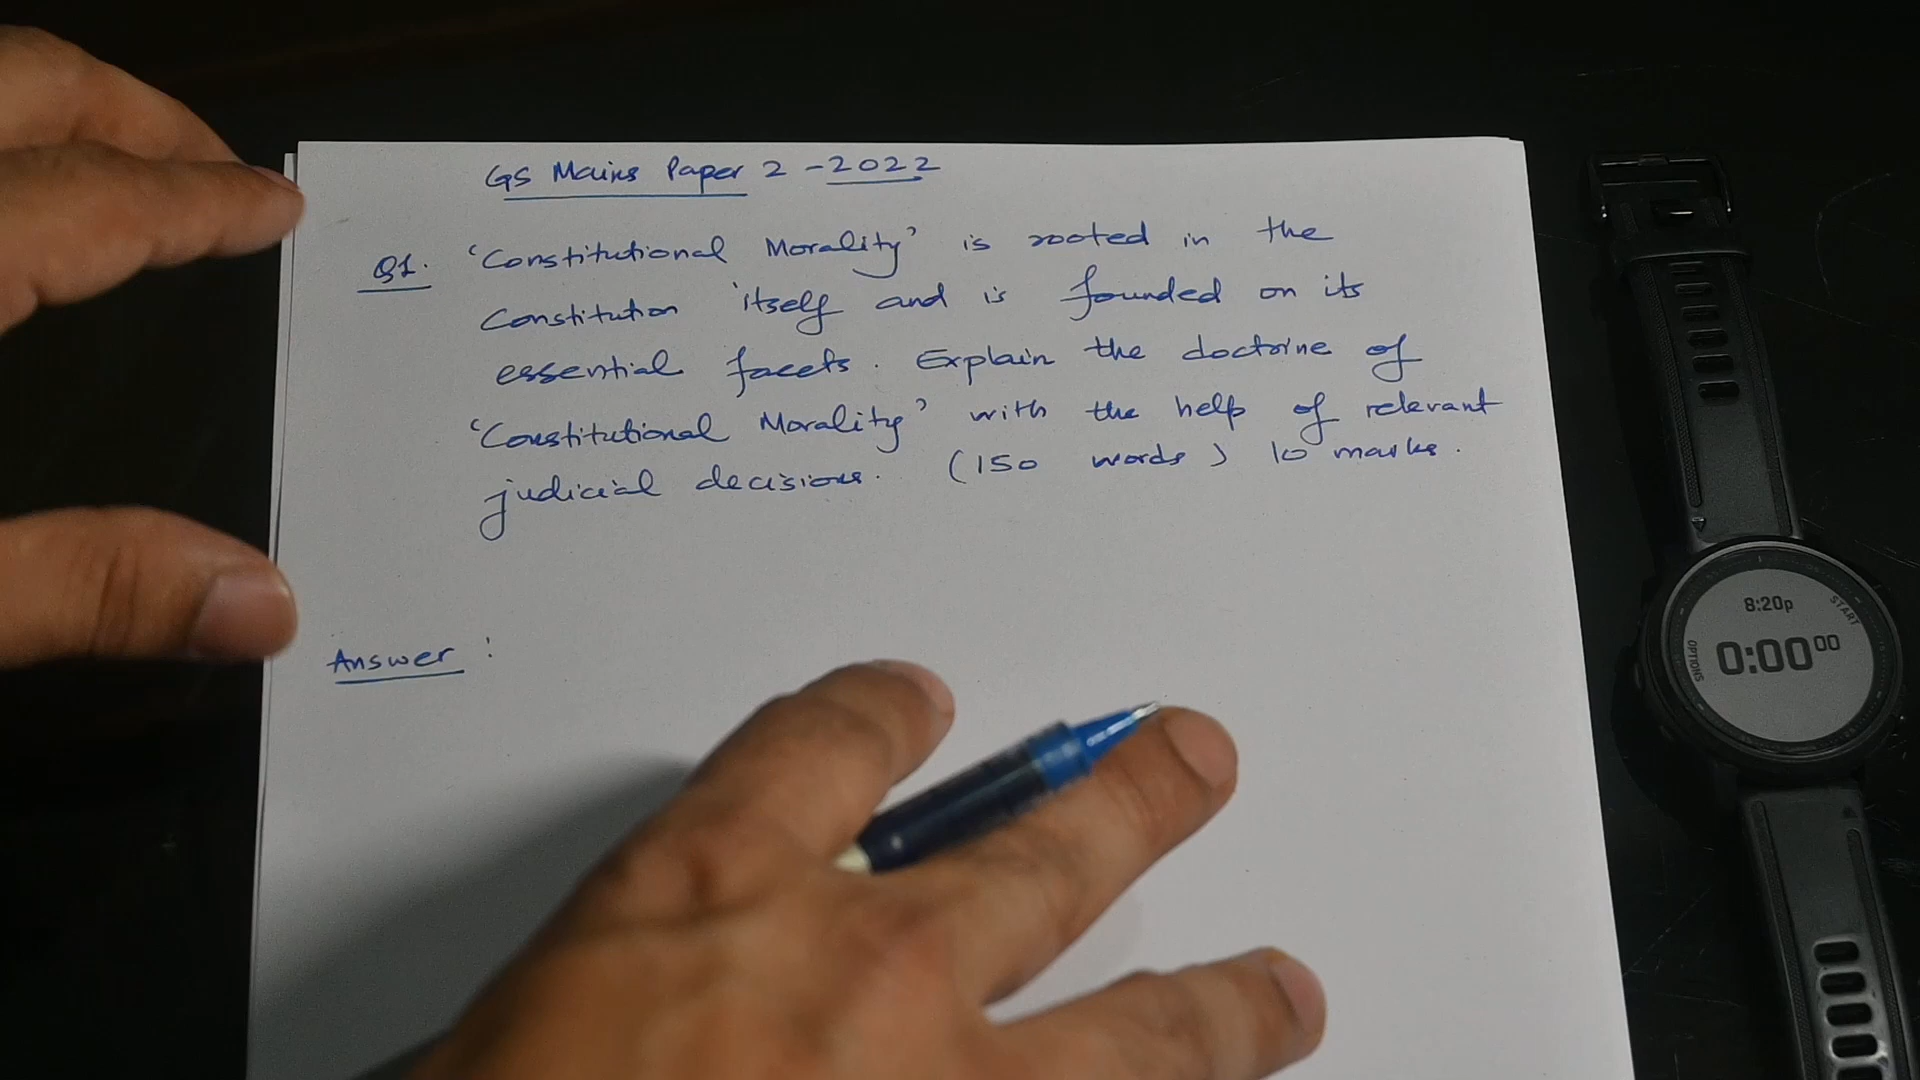 GS Mains Paper 2 - 2022
Q1. 'Constitutional Morality' is rooted in the
Constitution itself and is founded on its
essential facets. Explain the doctrine of
'Constitutional Morality' with the help of relevant
judicial decisions. (150 words) 10 marks.
Answer :
8:20p
START
0:00 00
OPTIONS